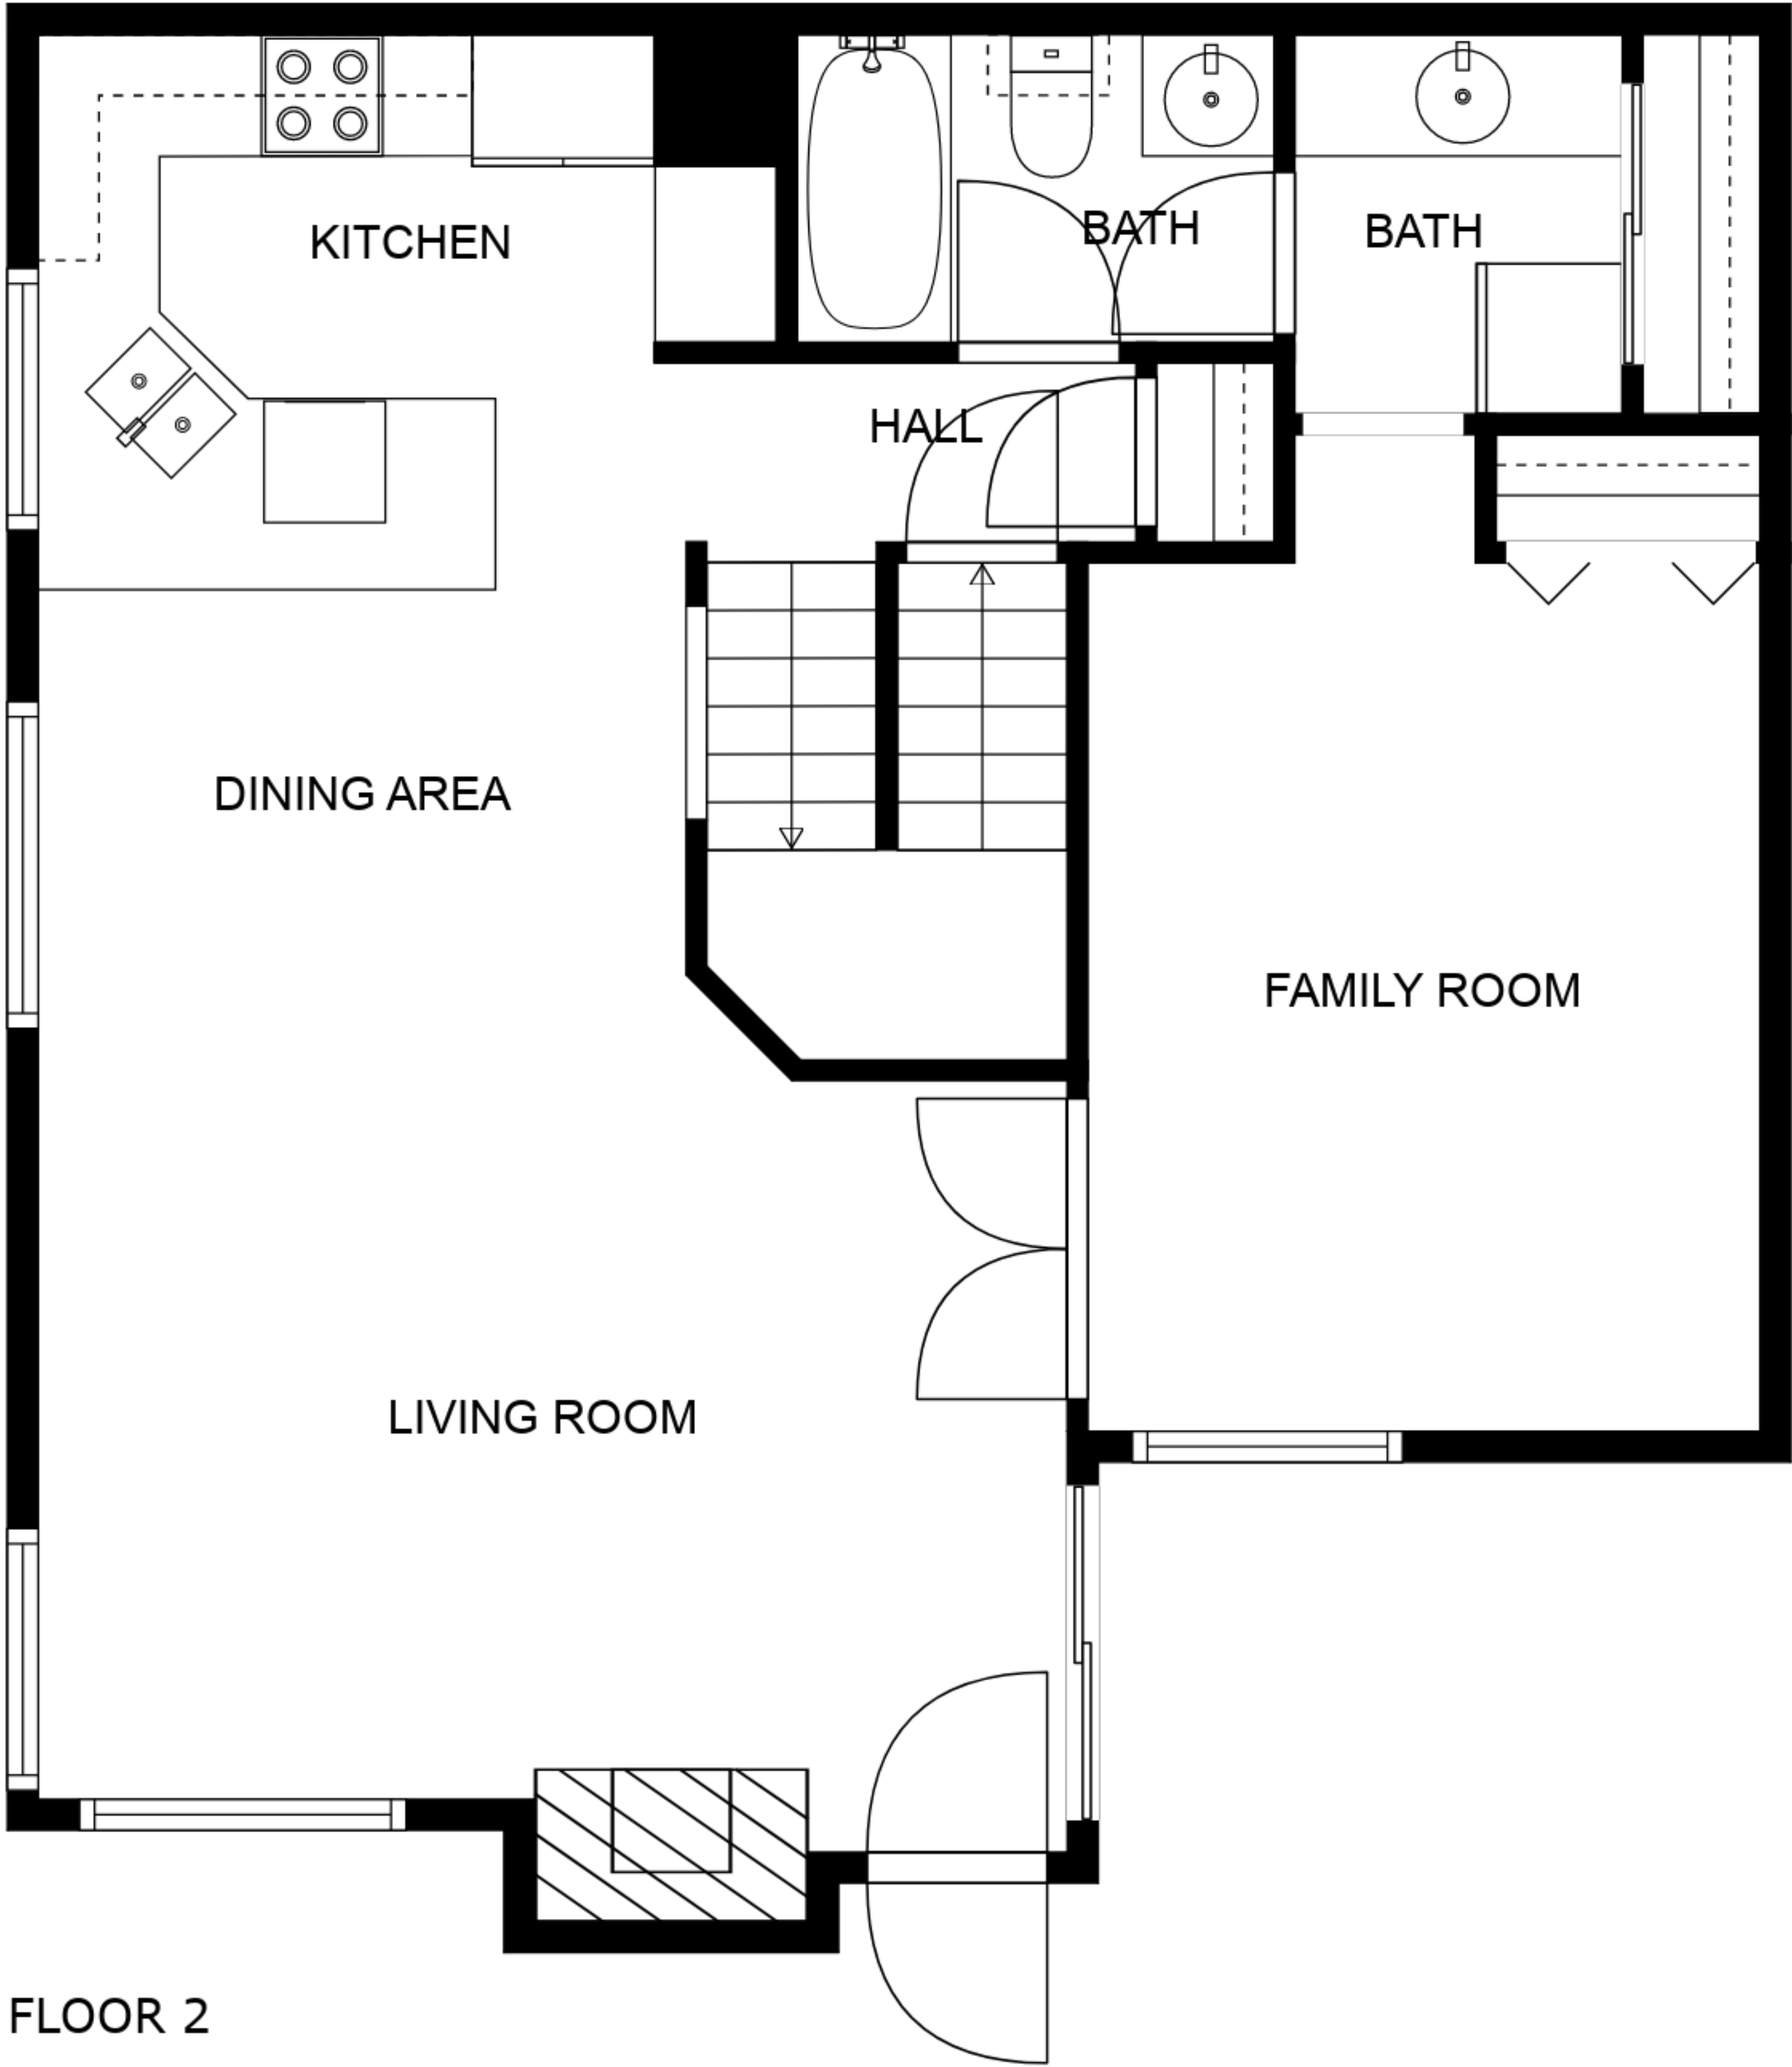 KITCHEN
BATH
BATH
HALL
DINING AREA
FAMILY ROOM
LIVING ROOM
FLOOR 2